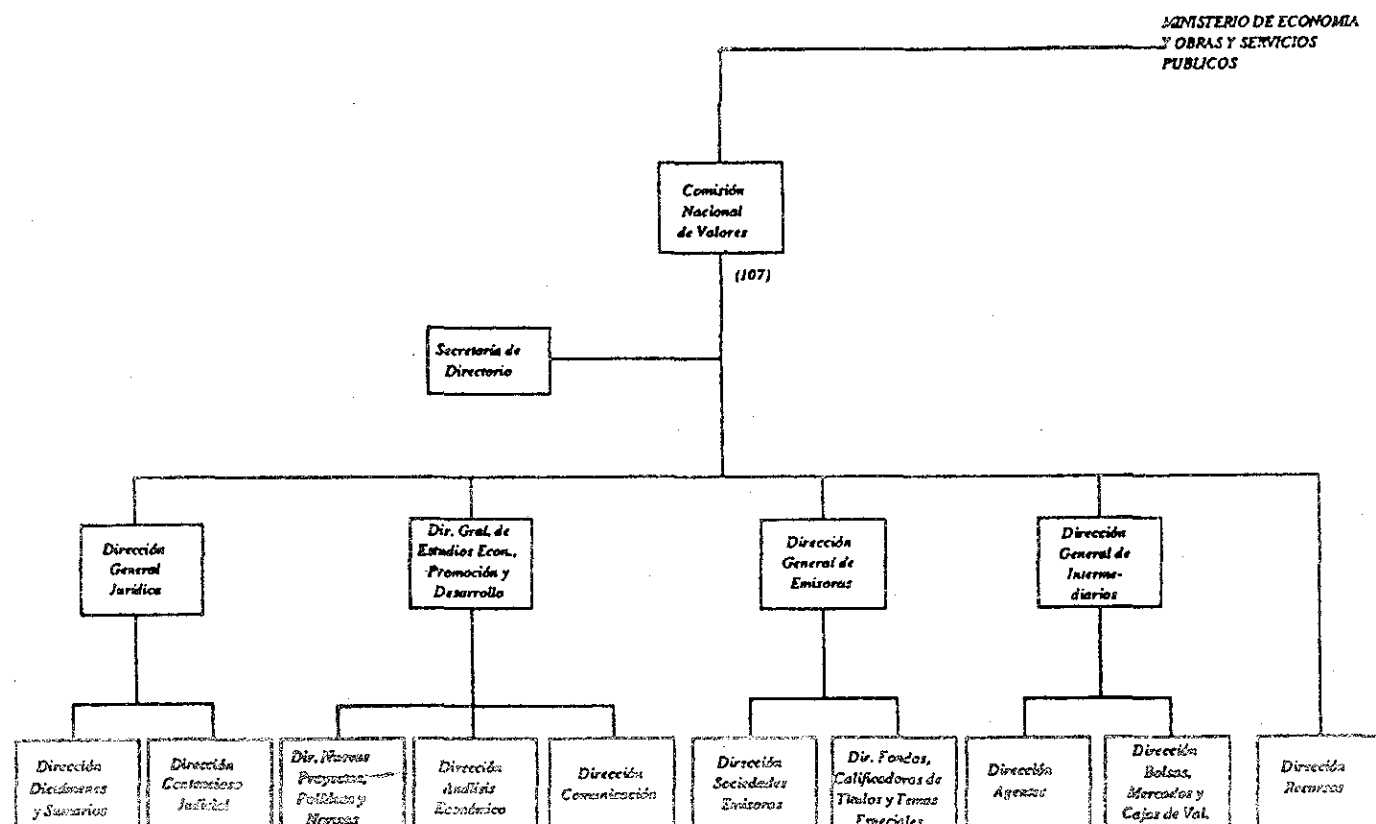 MINISTERIO DE ECONOMIA
Y OBRAS Y SERVICIOS
PUBLICOS
Comisión
Nacional
de Valores
(107)
Secretaría de
Directorio
Dirección
General
Jurídica
Dir. Gral. de
Estudios Econ.,
Promoción y
Desarrollo
Dirección
General de
Emisoras
Dirección
General de
Interme-
diarios
Dirección
Dictámenes
y Sumarios
Dirección
Contencioso
Judicial
Dir. Nuevos
Proyectos,
Políticas y
Normas
Dirección
Análisis
Económico
Dirección
Comunicación
Dirección
Sociedades
Emisoras
Dir. Fondos,
Calificadoras de
Títulos y Temas
Especiales
Dirección
Agentes
Dirección
Bolsas,
Mercados y
Cajas de Val.
Dirección
Recursos